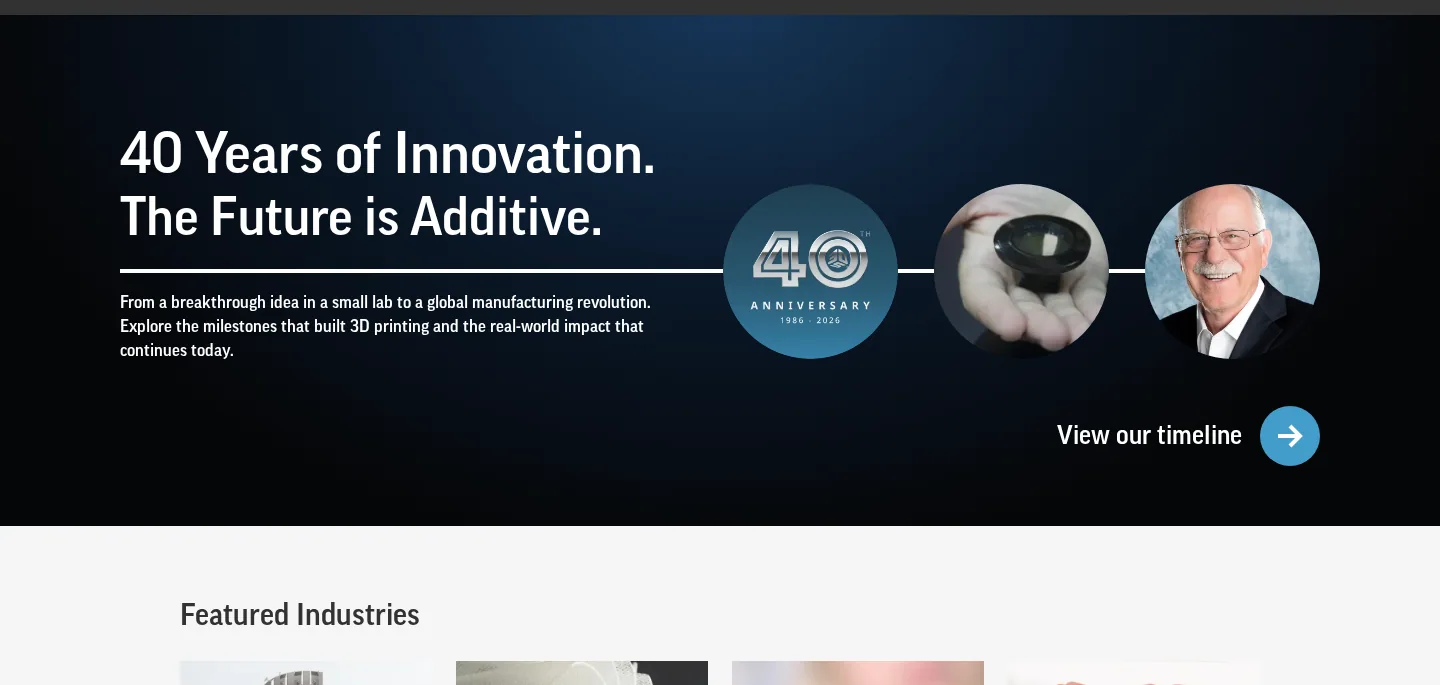 40 Years of Innovation.
The Future is Additive.
From a breakthrough idea in a small lab to a global manufacturing revolution.
Explore the milestones that built 3D printing and the real-world impact that
continues today.
40TH
ANNIVERSARY
1986 - 2026
View our timeline
Featured Industries